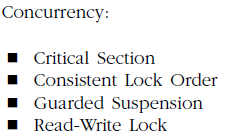 Concurrency:
■ Critical Section
■ Consistent Lock Order
■ Guarded Suspension
■ Read-Write Lock